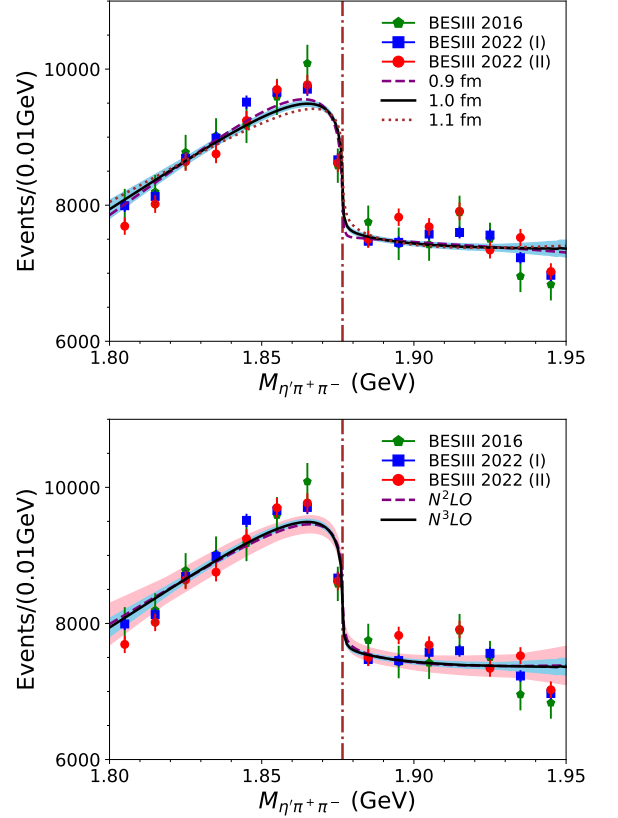 BESIII 2016
BESIII 2022 (I)
BESIII 2022 (II)
0.9 fm
1.0 fm
1.1 fm
10000
8000
6000
Events/(0.01GeV)
1.80 1.85 1.90 1.95
M_{η′π⁺π⁻} (GeV)
BESIII 2016
BESIII 2022 (I)
BESIII 2022 (II)
N²LO
N³LO
10000
8000
6000
Events/(0.01GeV)
1.80 1.85 1.90 1.95
M_{η′π⁺π⁻} (GeV)